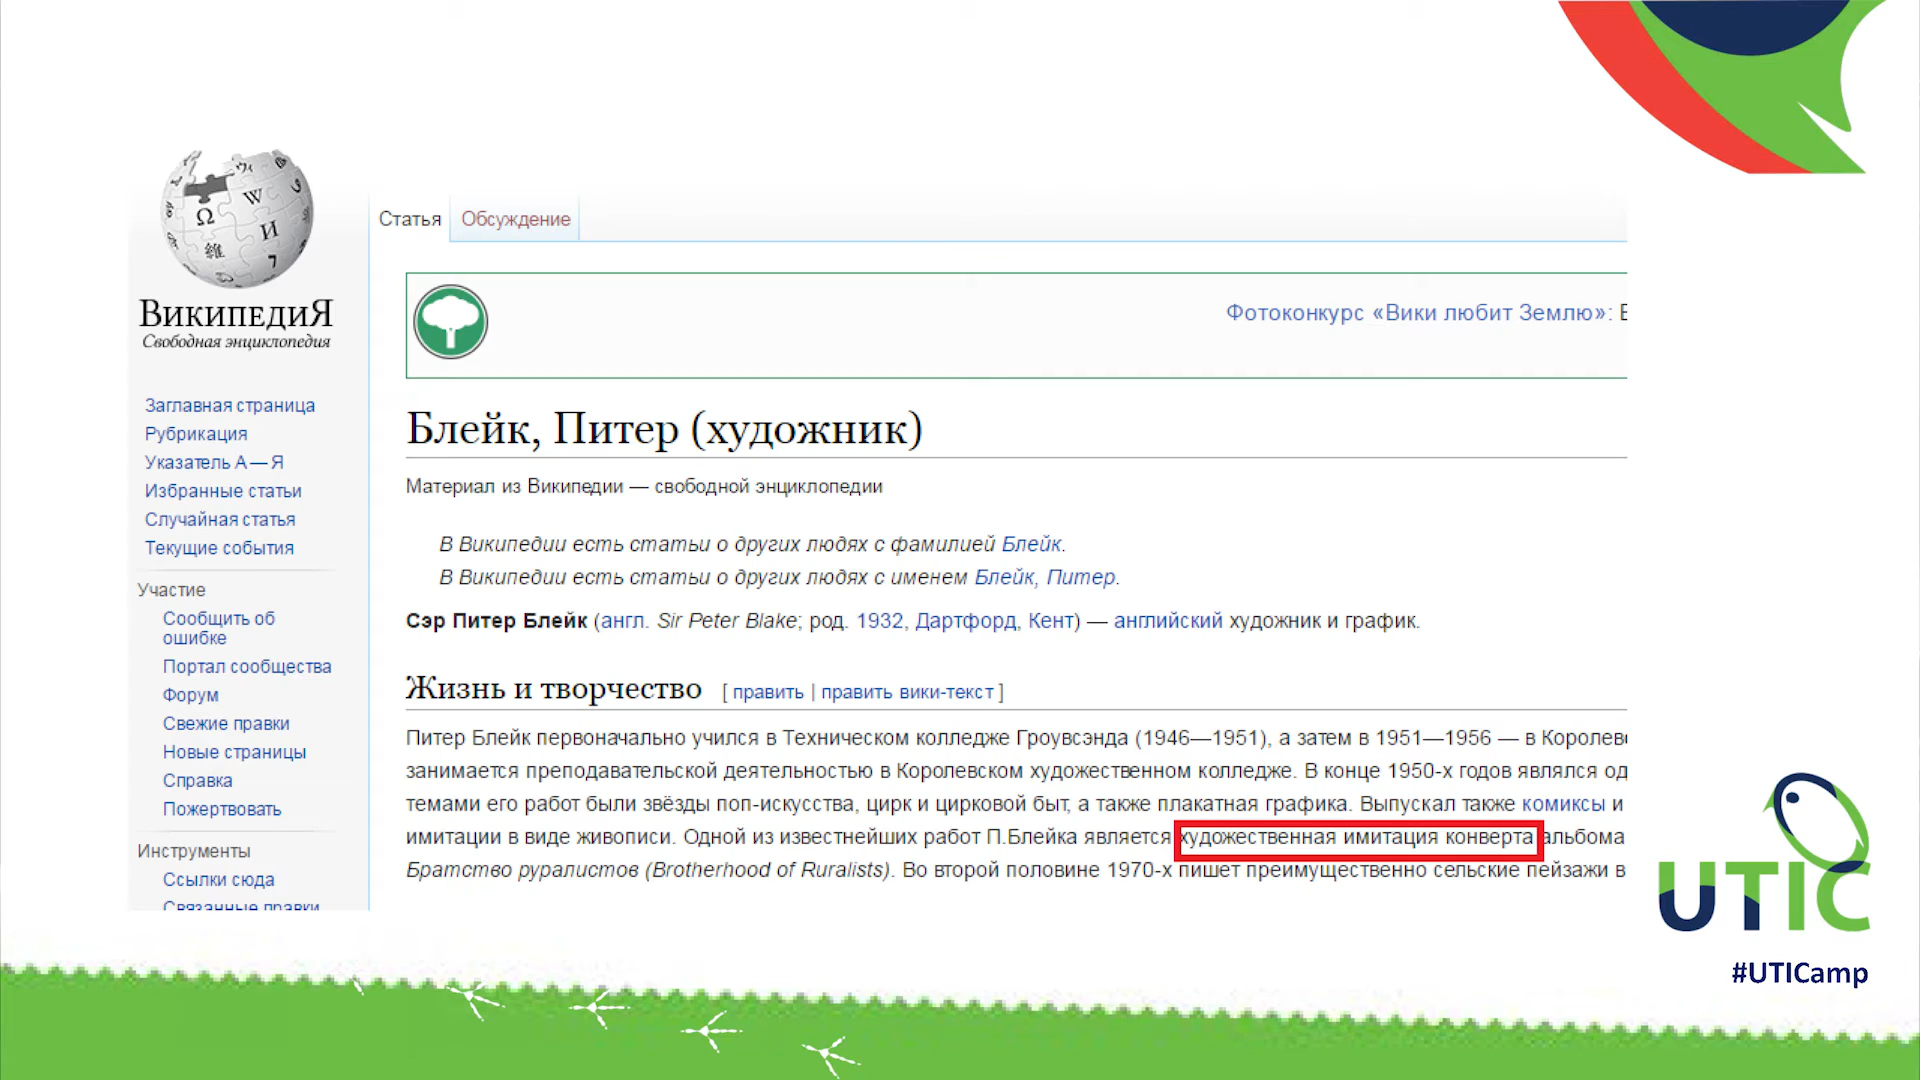 ВикипедиЯ
Свободная энциклопедия
Заглавная страница
Рубрикация
Указатель А — Я
Избранные статьи
Случайная статья
Текущие события
Участие
Сообщить об
ошибке
Портал сообщества
Форум
Свежие правки
Новые страницы
Справка
Пожертвовать
Инструменты
Ссылки сюда
Связанные правки
Статья
Обсуждение
Фотоконкурс «Вики любит Землю»:
Блейк, Питер (художник)
Материал из Википедии — свободной энциклопедии
В Википедии есть статьи о других людях с фамилией Блейк.
В Википедии есть статьи о других людях с именем Блейк, Питер.
Сэр Питер Блейк (англ. Sir Peter Blake; род. 1932, Дартфорд, Кент) — английский художник и график.
Жизнь и творчество [ править | править вики-текст ]
Питер Блейк первоначально учился в Техническом колледже Гроувсэнда (1946—1951), а затем в 1951—1956 — в
занимается преподавательской деятельностью в Королевском художественном колледже. В конце 1950-х годов являлся
темами его работ были звёзды поп-искусства, цирк и цирковой быт, а также плакатная графика. Выпускал также комиксы и
имитации в виде живописи. Одной из известнейших работ П.Блейка является художественная имитация конверта альбома
Братство руралистов (Brotherhood of Ruralists). Во второй половине 1970-х пишет преимущественно сельские пейзажи в
UTIC
#UTICamp